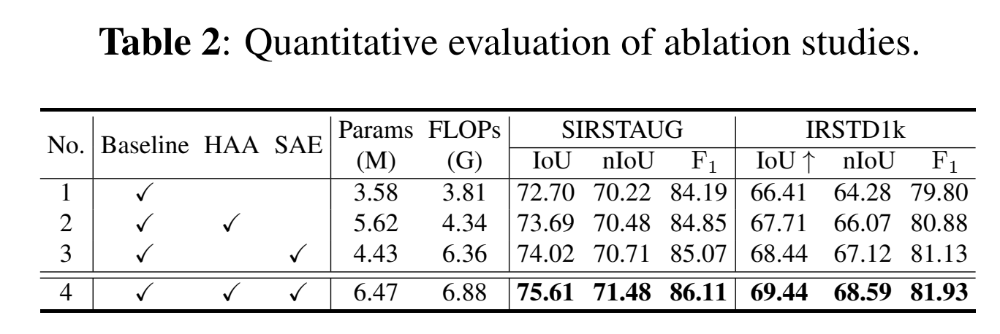 Table 2: Quantitative evaluation of ablation studies.
No. Baseline HAA SAE Params FLOPs SIRSTAUG IRSTD1k
(M) (G) IoU nIoU F₁ IoU ↑ nIoU F₁
1 ✓ 3.58 3.81 72.70 70.22 84.19 66.41 64.28 79.80
2 ✓ ✓ 5.62 4.34 73.69 70.48 84.85 67.71 66.07 80.88
3 ✓ ✓ 4.43 6.36 74.02 70.71 85.07 68.44 67.12 81.13
4 ✓ ✓ ✓ 6.47 6.88 75.61 71.48 86.11 69.44 68.59 81.93